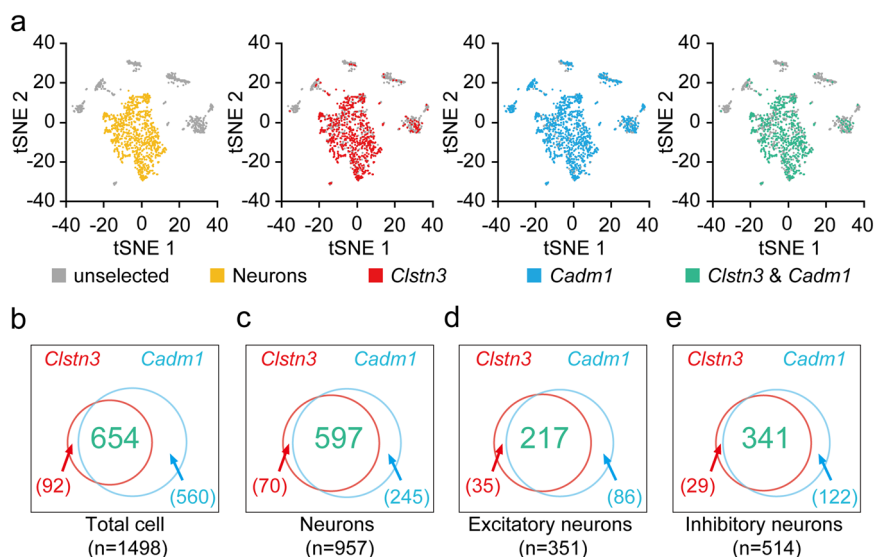 a
40
20
0
-20
-40
tSNE 2
-40 -20 0 20 40
tSNE 1
40
20
0
-20
-40
tSNE 2
-40 -20 0 20 40
tSNE 1
40
20
0
-20
-40
tSNE 2
-40 -20 0 20 40
tSNE 1
40
20
0
-20
-40
tSNE 2
-40 -20 0 20 40
tSNE 1
unselected Neurons Clstn3 Cadm1 Clstn3 & Cadm1
b
Clstn3 Cadm1
654
(92) (560)
Total cell
(n=1498)
c
Clstn3 Cadm1
597
(70) (245)
Neurons
(n=957)
d
Clstn3 Cadm1
217
(35) (86)
Excitatory neurons
(n=351)
e
Clstn3 Cadm1
341
(29) (122)
Inhibitory neurons
(n=514)